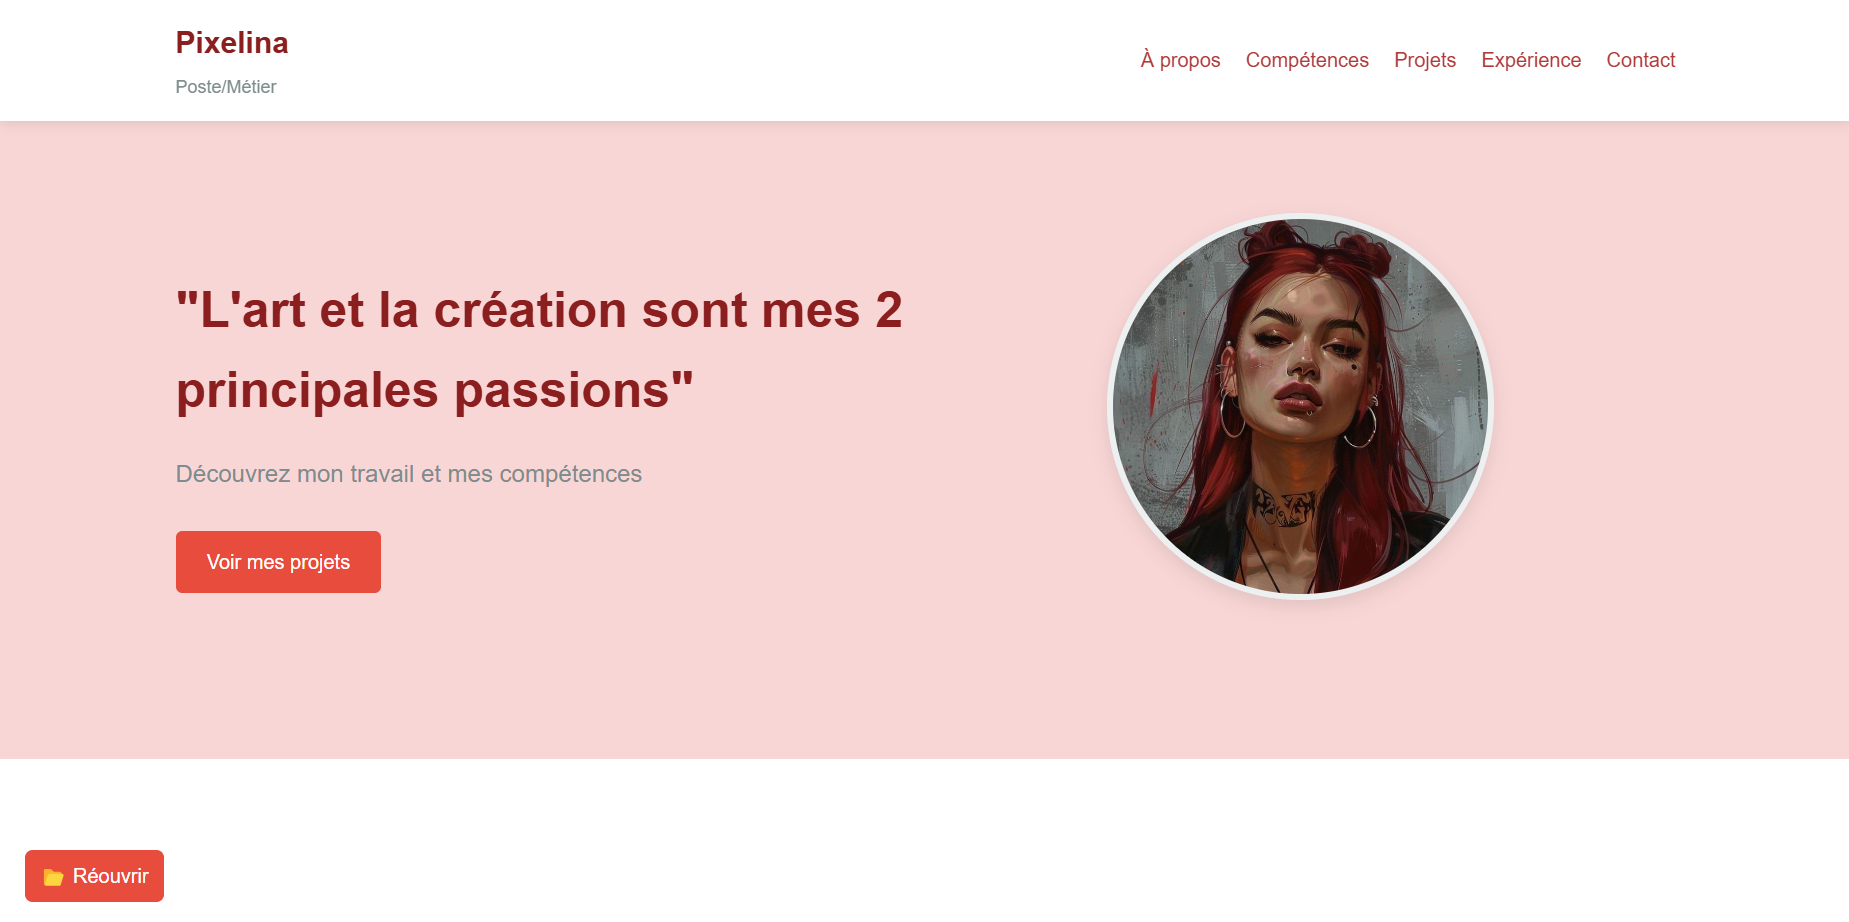 Pixelina
Poste/Métier
À propos Compétences Projets Expérience Contact
"L'art et la création sont mes 2
principales passions"
Découvrez mon travail et mes compétences
Voir mes projets
Réouvrir